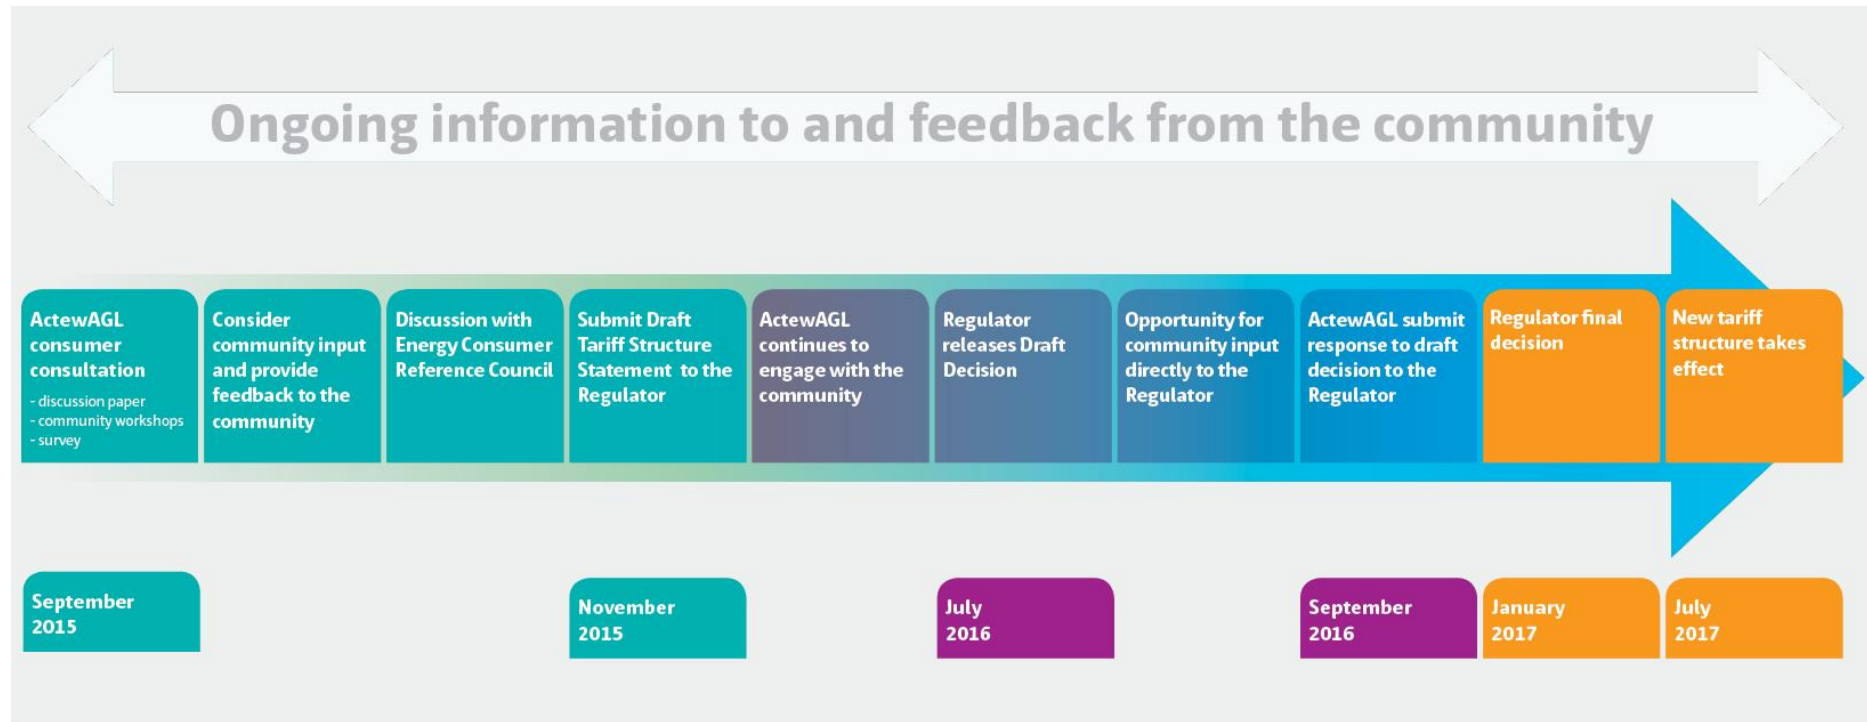 Ongoing information to and feedback from the community
ActewAGL
consumer
consultation
- discussion paper
- community workshops
- survey
Consider
community input
and provide
feedback to the
community
Discussion with
Energy Consumer
Reference Council
Submit Draft
Tariff Structure
Statement to the
Regulator
ActewAGL
continues to
engage with the
community
Regulator
releases Draft
Decision
Opportunity for
community input
directly to the
Regulator
ActewAGL submit
response to draft
decision to the
Regulator
Regulator final
decision
New tariff
structure takes
effect
September
2015
November
2015
July
2016
September
2016
January
2017
July
2017